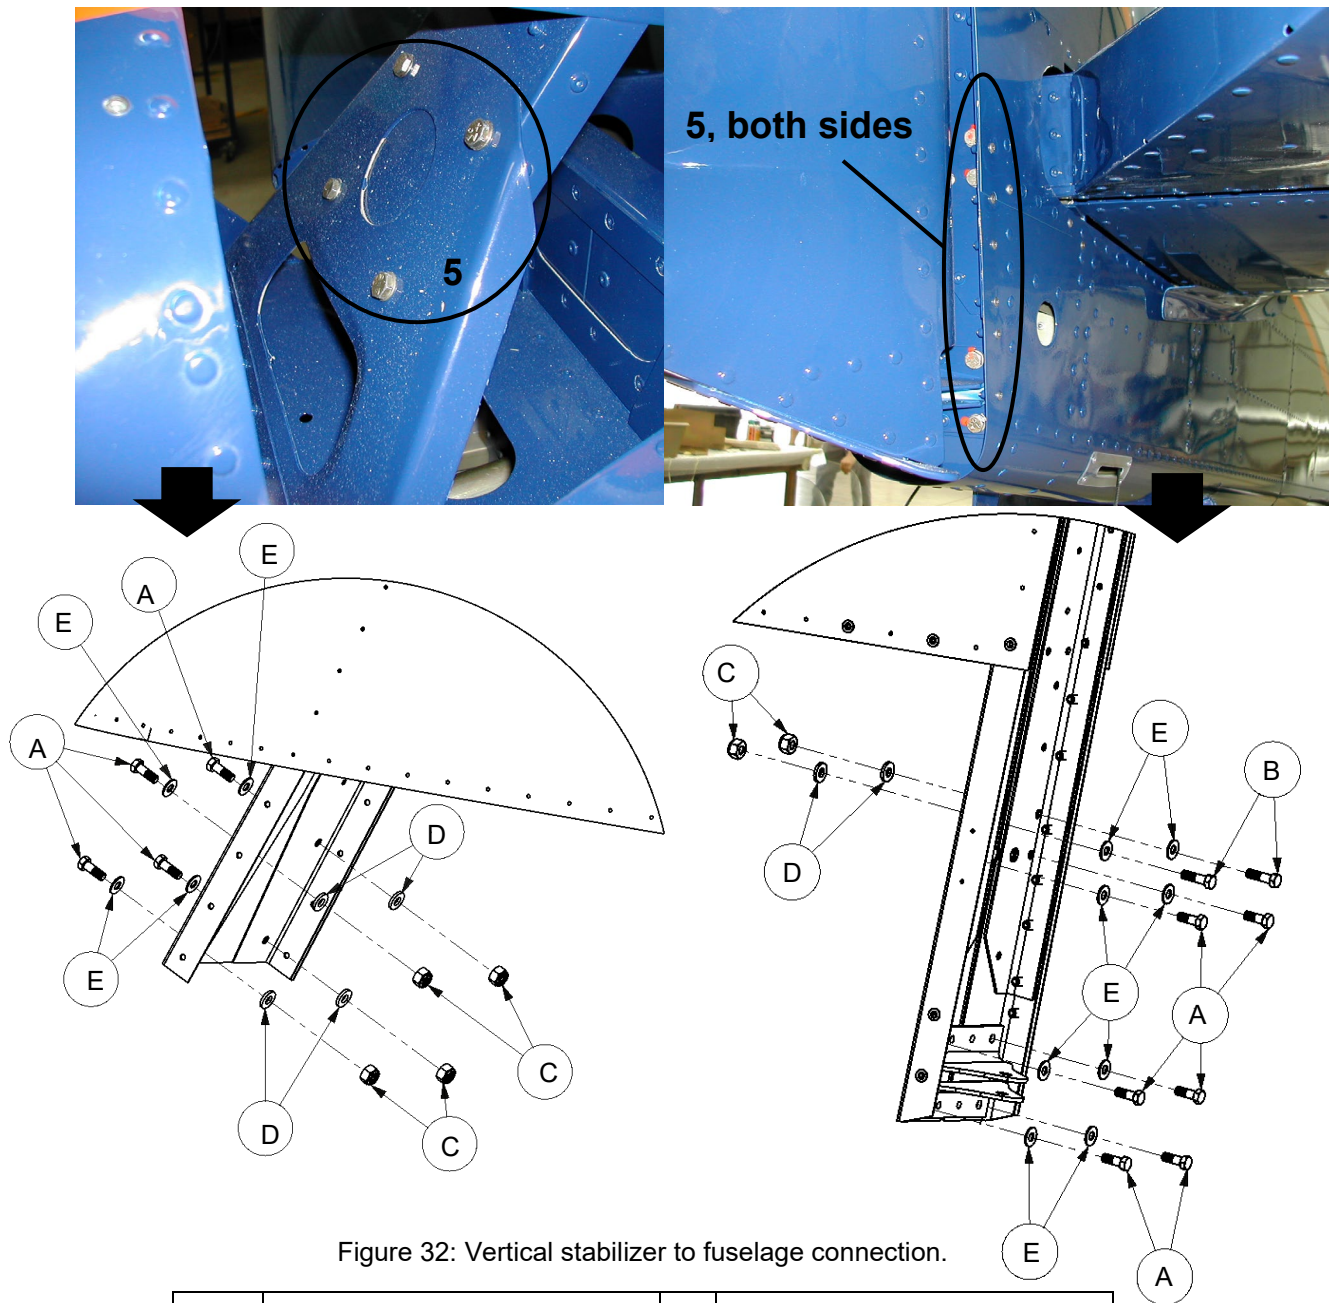 5, both sides
5
E
A
E
A
D
E
C
D
C
C
E
B
D
E
A
E
A
Figure 32: Vertical stabilizer to fuselage connection.